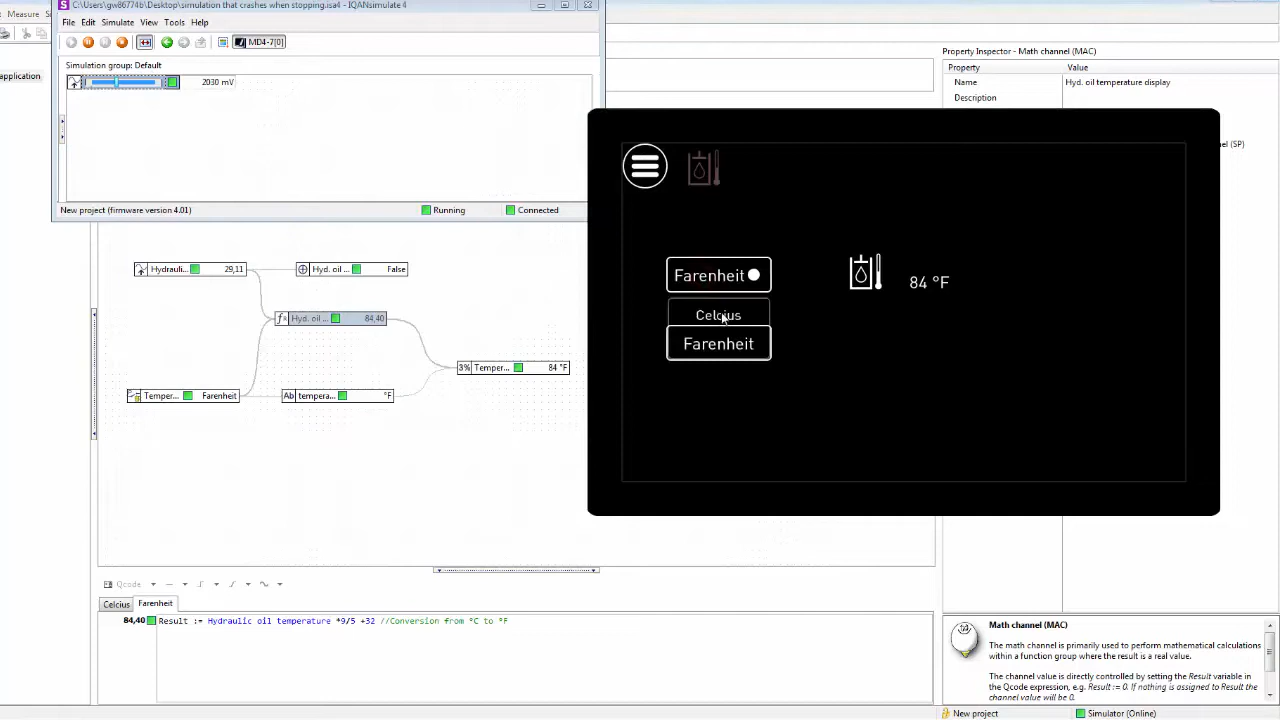 C:\Users\gw86774b\Desktop\simulation that crashes when stopping.isa4 - IQANsimulate 4
Measure
File Edit Simulate View Tools Help
MD4-7[0]
Simulation group: Default
2030 mV
application
New project (firmware version 4.01)
Running
Connected
Property Inspector - Math channel (MAC)
Property Value
Name Hyd. oil temperature display
Description
(SP)
Farenheit
Celcius
Farenheit
84 °F
Hydrauli... 29,11
Hyd. oil ... False
Hyd. oil ... 84,40
3% Temper... 84 °F
Temper... Farenheit
Ab tempera... °F
Qcode
Celcius Farenheit
84,40 Result := Hydraulic oil temperature *9/5 +32 //Conversion from °C to °F
Math channel (MAC)
The math channel is primarily used to perform mathematical calculations
within a function group where the result is a real value.
The channel value is directly controlled by setting the Result variable in
the Qcode expression, e.g. Result := 0. If nothing is assigned to Result the
channel value will be 0.
New project
Simulator (Online)